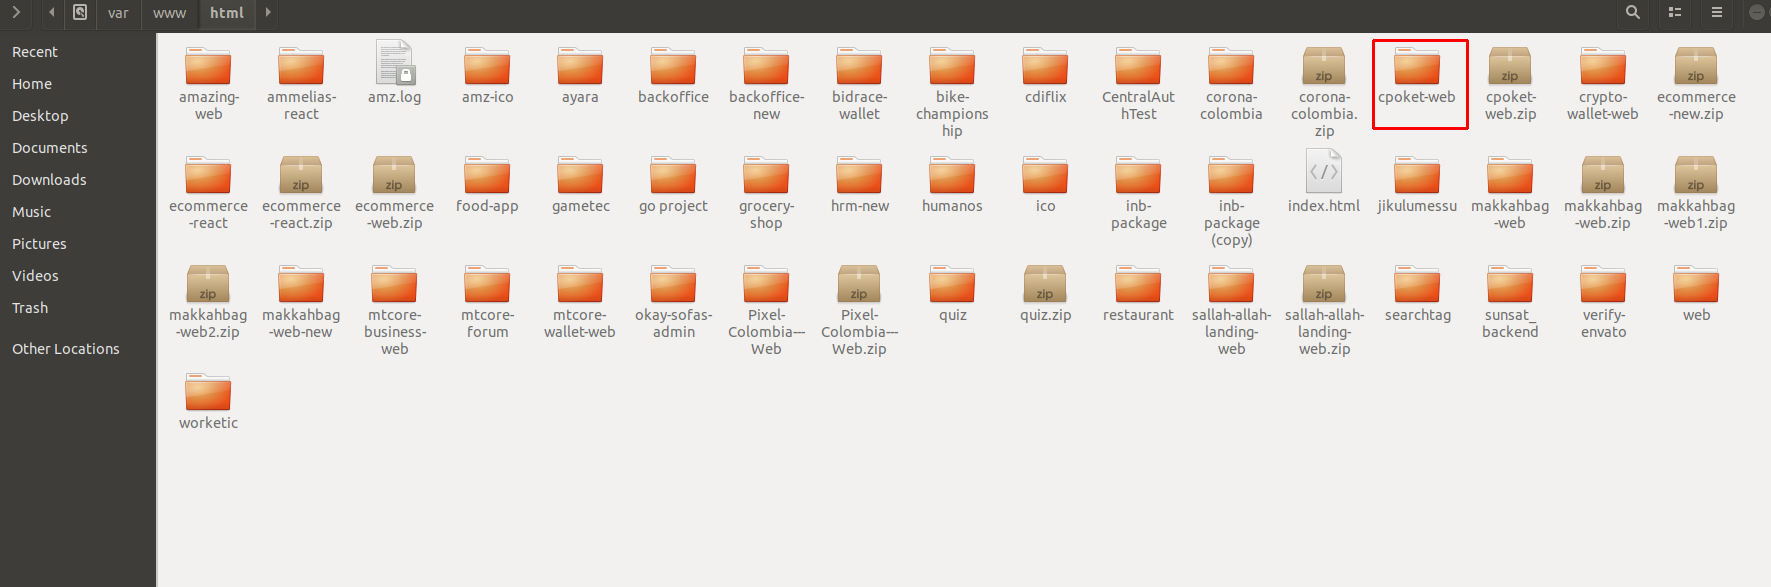 var www html
Recent
Home
Desktop
Documents
Downloads
Music
Pictures
Videos
Trash
Other Locations
amazing-
web
ammelias-
react
amz.log
amz-ico
ayara
backoffice
backoffice-
new
bidrace-
wallet
bike-
champions
hip
cdiflix
CentralAut
hTest
corona-
colombia
zip
corona-
colombia.
zip
cpoket-web
zip
cpoket-
web.zip
crypto-
wallet-web
zip
ecommerce
-new.zip
ecommerce
-react
zip
ecommerce
-react.zip
zip
ecommerce
-web.zip
food-app
gametec
go project
grocery-
shop
hrm-new
humanos
ico
inb-
package
inb-
package
(copy)
</>
index.html
jikulumessu
makkahbag
-web
zip
makkahbag
-web.zip
zip
makkahbag
-web1.zip
zip
makkahbag
-web2.zip
makkahbag
-web-new
mtcore-
business-
web
mtcore-
forum
mtcore-
wallet-web
okay-sofas-
admin
Pixel-
Colombia---
Web
zip
Pixel-
Colombia---
Web.zip
quiz
zip
quiz.zip
restaurant
sallah-allah-
landing-
web
zip
sallah-allah-
landing-
web.zip
searchtag
sunsat_
backend
verify-
envato
web
worketic